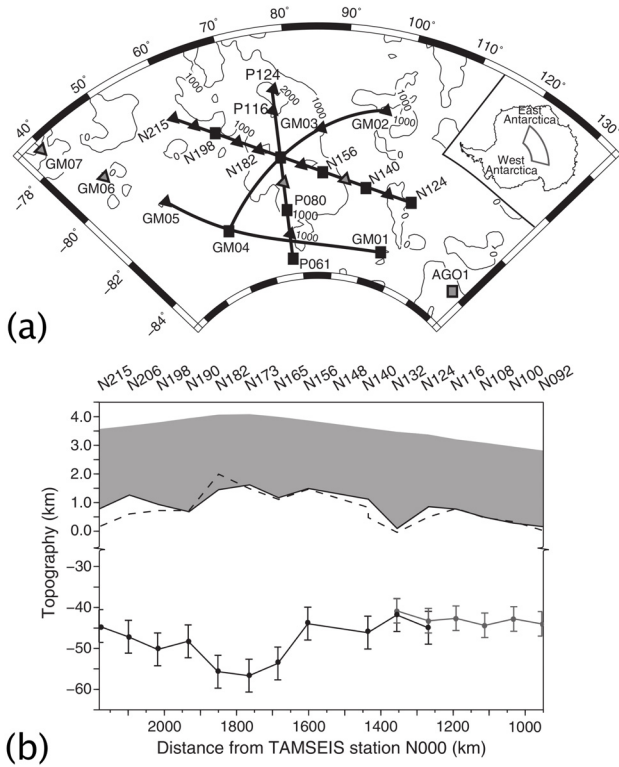 40° 50° 60° 70° 80° 90° 100° 110° 120° 130°
−78° −80° −82° −84°
P124
2000
1000
P116
1000
1000
N215
1000
GM03
GM02
1000
N198
N182
N156
N140
N124
GM07
GM06
GM05
P080
1000
GM04
1000
GM01
P061
AGO1
0
East
Antarctica
West
Antarctica
(a)
N215 N206 N198 N190 N182 N173 N165 N156 N148 N140 N132 N124 N116 N108 N100 N092
4.0
3.0
2.0
1.0
0.0
−30
−40
−50
−60
Topography (km)
2000 1800 1600 1400 1200 1000
Distance from TAMSEIS station N000 (km)
(b)